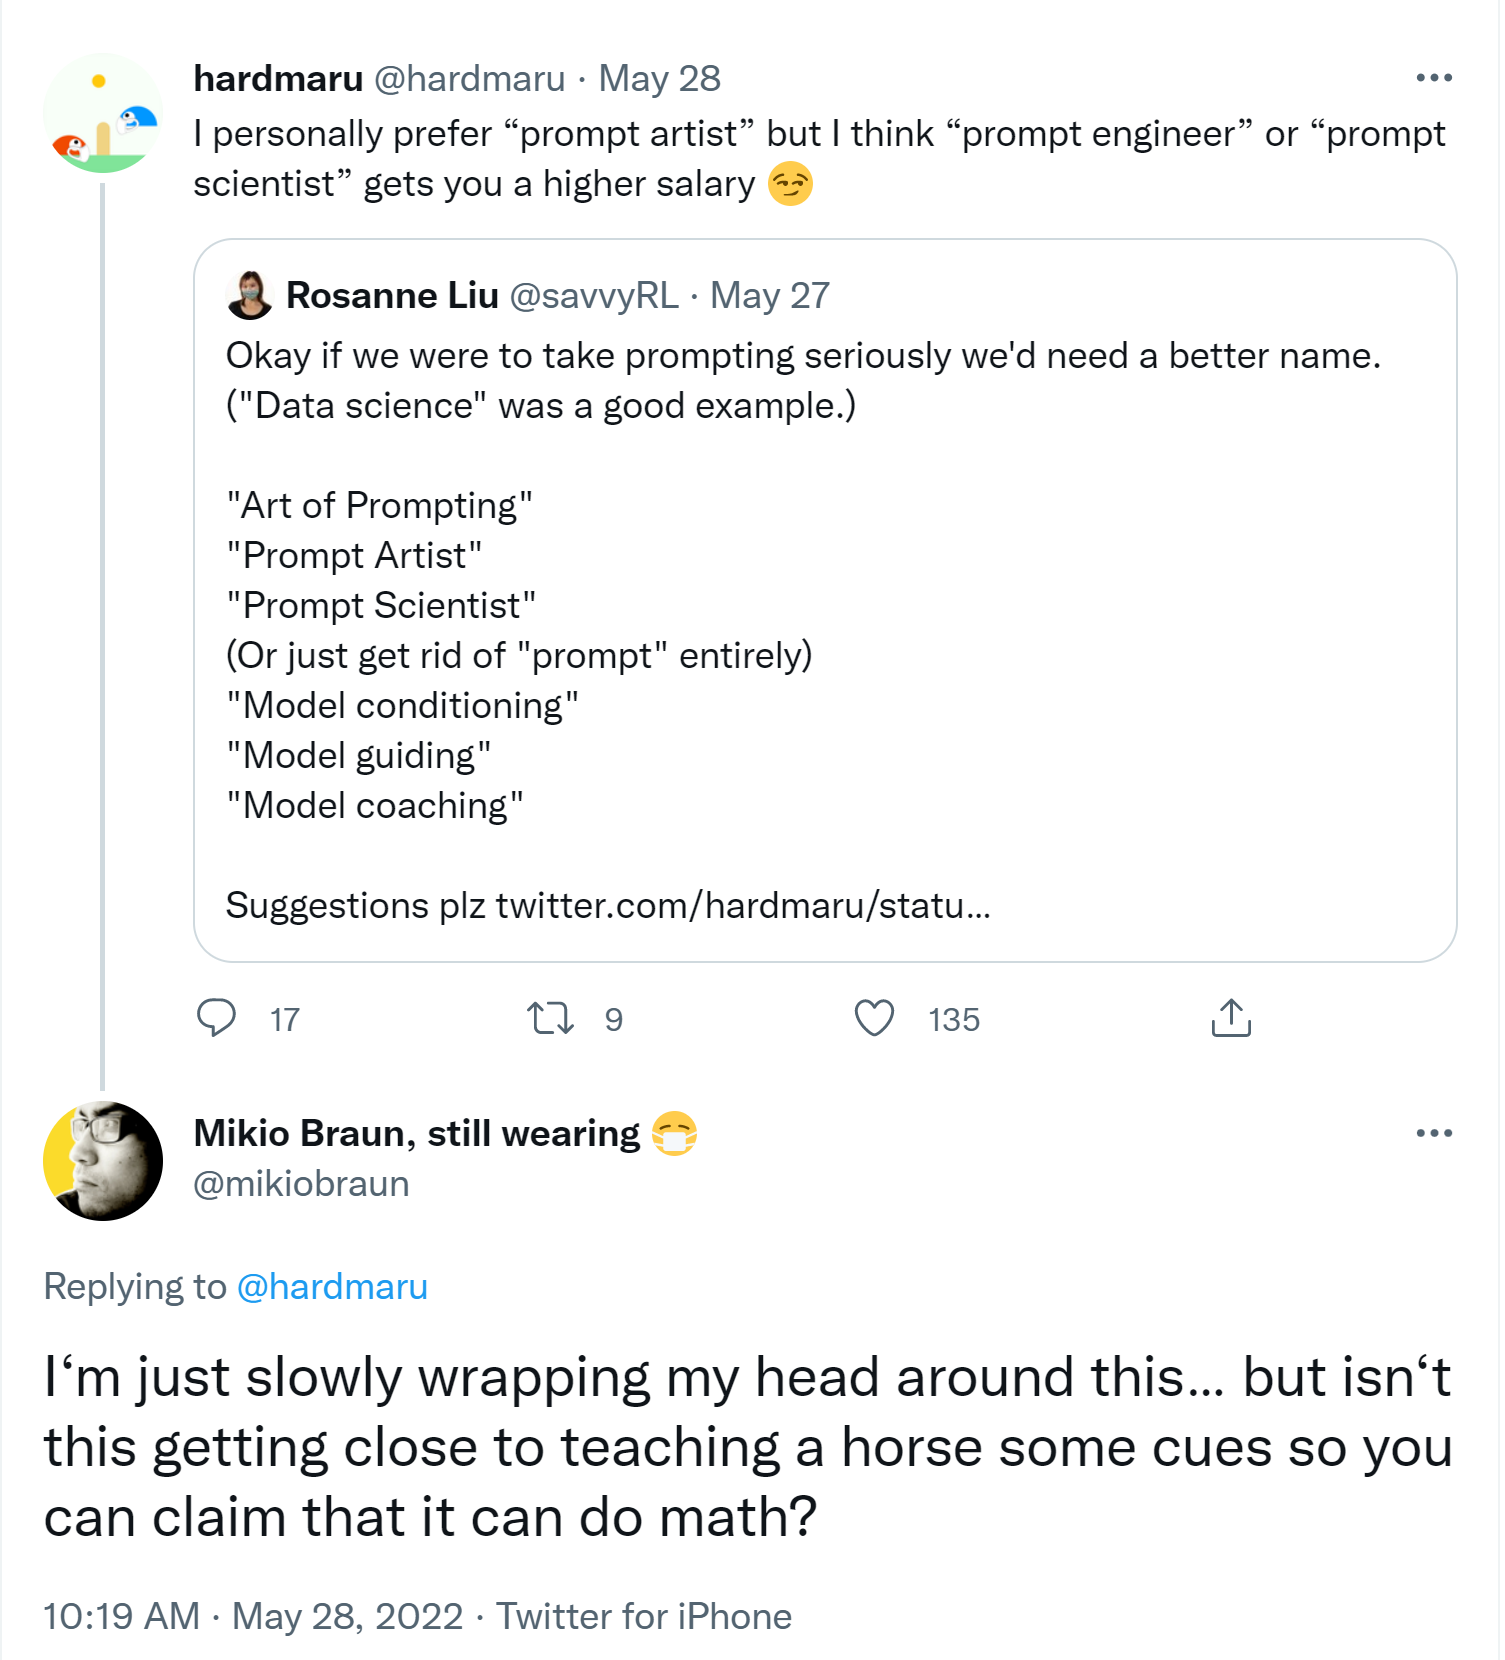 hardmaru @hardmaru · May 28
I personally prefer “prompt artist” but I think “prompt engineer” or “prompt
scientist” gets you a higher salary 😏
Rosanne Liu @savvyRL · May 27
Okay if we were to take prompting seriously we'd need a better name.
("Data science" was a good example.)
"Art of Prompting"
"Prompt Artist"
"Prompt Scientist"
(Or just get rid of "prompt" entirely)
"Model conditioning"
"Model guiding"
"Model coaching"
Suggestions plz twitter.com/hardmaru/statu...
17 9 135
Mikio Braun, still wearing 😷
@mikiobraun
Replying to @hardmaru
I‘m just slowly wrapping my head around this... but isn‘t
this getting close to teaching a horse some cues so you
can claim that it can do math?
10:19 AM · May 28, 2022 · Twitter for iPhone